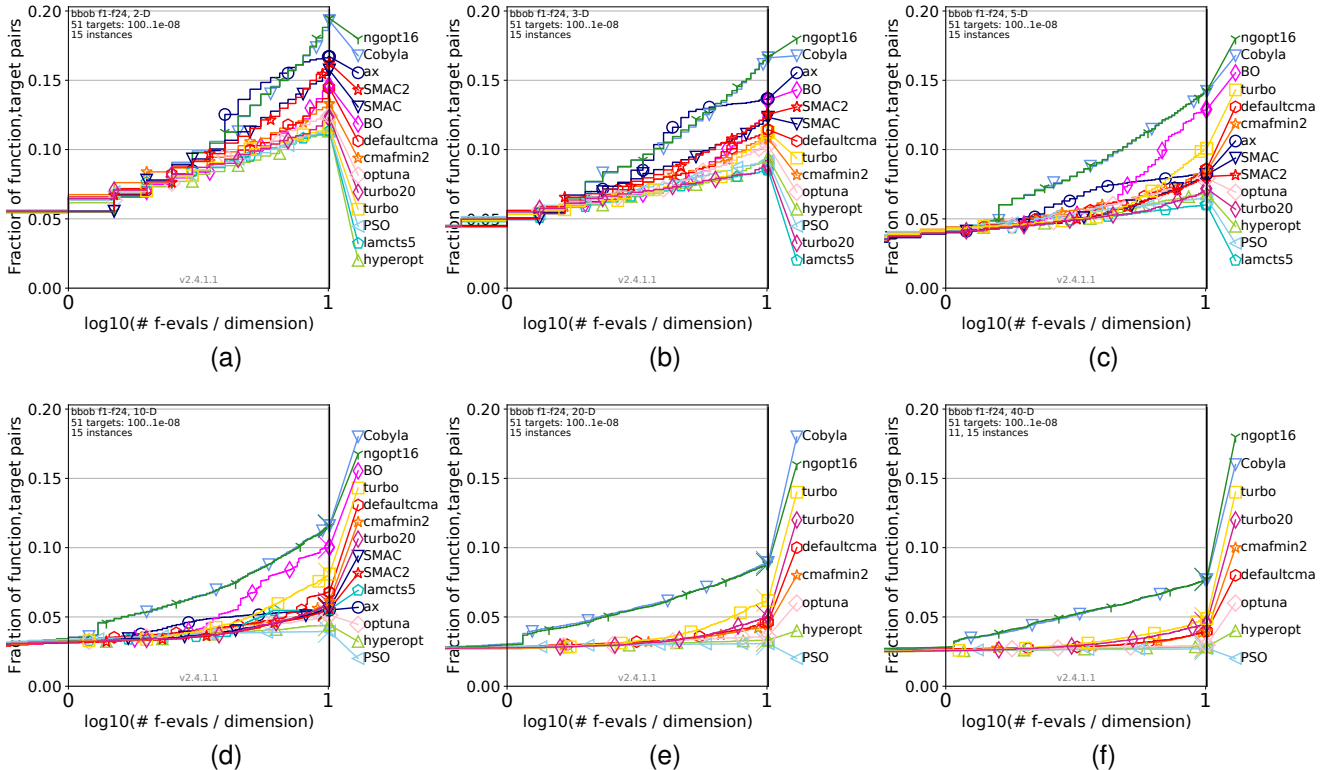 bbob f1-f24, 2-D
51 targets: 100..1e-08
15 instances
0.20
0.15
0.10
0.05
0.00
Fraction of function,target pairs
v2.4.1.1
0
1
log10(# f-evals / dimension)
ngopt16
Cobyla
ax
SMAC2
SMAC
BO
defaultcma
cmafmin2
optuna
turbo20
turbo
PSO
lamcts5
hyperopt
(a)
bbob f1-f24, 3-D
51 targets: 100..1e-08
15 instances
0.20
0.15
0.10
0.05
0.00
Fraction of function,target pairs
v2.4.1.1
0
1
log10(# f-evals / dimension)
ngopt16
Cobyla
ax
BO
SMAC2
SMAC
defaultcma
turbo
cmafmin2
optuna
hyperopt
PSO
turbo20
lamcts5
(b)
bbob f1-f24, 5-D
51 targets: 100..1e-08
15 instances
0.20
0.15
0.10
0.05
0.00
Fraction of function,target pairs
v2.4.1.1
0
1
log10(# f-evals / dimension)
ngopt16
Cobyla
BO
turbo
defaultcma
cmafmin2
ax
SMAC
SMAC2
optuna
turbo20
hyperopt
PSO
lamcts5
(c)
bbob f1-f24, 10-D
51 targets: 100..1e-08
15 instances
0.20
0.15
0.10
0.05
0.00
Fraction of function,target pairs
v2.4.1.1
0
1
log10(# f-evals / dimension)
Cobyla
ngopt16
BO
turbo
defaultcma
cmafmin2
turbo20
SMAC
SMAC2
lamcts5
ax
optuna
hyperopt
PSO
(d)
bbob f1-f24, 20-D
51 targets: 100..1e-08
15 instances
0.20
0.15
0.10
0.05
0.00
Fraction of function,target pairs
v2.4.1.1
0
1
log10(# f-evals / dimension)
Cobyla
ngopt16
turbo
turbo20
defaultcma
cmafmin2
optuna
hyperopt
PSO
(e)
bbob f1-f24, 40-D
51 targets: 100..1e-08
11, 15 instances
0.20
0.15
0.10
0.05
0.00
Fraction of function,target pairs
v2.4.1.1
0
1
log10(# f-evals / dimension)
ngopt16
Cobyla
turbo
turbo20
cmafmin2
defaultcma
optuna
hyperopt
PSO
(f)